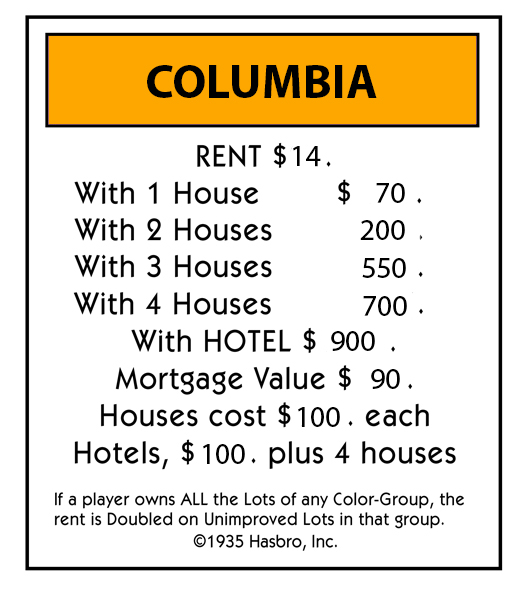 COLUMBIA
RENT $14.
With 1 House $ 70 .
With 2 Houses 200 .
With 3 Houses 550 .
With 4 Houses 700 .
With HOTEL $ 900 .
Mortgage Value $ 90 .
Houses cost $100 . each
Hotels, $100. plus 4 houses
If a player owns ALL the Lots of any Color-Group, the
rent is Doubled on Unimproved Lots in that group.
©1935 Hasbro, Inc.